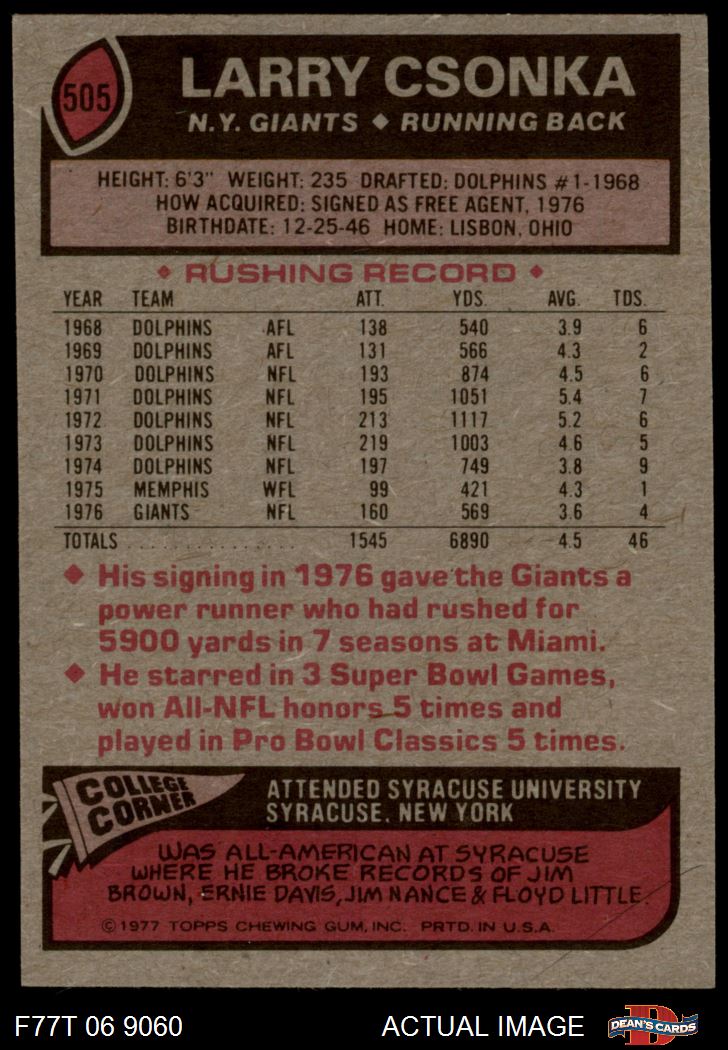 505
LARRY CSONKA
N.Y. GIANTS ◆ RUNNING BACK
HEIGHT: 6'3" WEIGHT: 235 DRAFTED: DOLPHINS #1-1968
HOW ACQUIRED: SIGNED AS FREE AGENT, 1976
BIRTHDATE: 12-25-46 HOME: LISBON, OHIO
◆ RUSHING RECORD ◆
YEAR TEAM ATT. YDS. AVG. TDS.
1968 DOLPHINS AFL 138 540 3.9 6
1969 DOLPHINS AFL 131 566 4.3 2
1970 DOLPHINS NFL 193 874 4.5 6
1971 DOLPHINS NFL 195 1051 5.4 7
1972 DOLPHINS NFL 213 1117 5.2 6
1973 DOLPHINS NFL 219 1003 4.6 5
1974 DOLPHINS NFL 197 749 3.8 9
1975 MEMPHIS WFL 99 421 4.3 1
1976 GIANTS NFL 160 569 3.6 4
TOTALS ................ 1545 6890 4.5 46
◆ His signing in 1976 gave the Giants a
power runner who had rushed for
5900 yards in 7 seasons at Miami.
◆ He starred in 3 Super Bowl Games,
won All-NFL honors 5 times and
played in Pro Bowl Classics 5 times.
COLLEGE
CORNER
ATTENDED SYRACUSE UNIVERSITY
SYRACUSE, NEW YORK
WAS ALL-AMERICAN AT SYRACUSE
WHERE HE BROKE RECORDS OF JIM
BROWN, ERNIE DAVIS, JIM NANCE & FLOYD LITTLE.
© 1977 TOPPS CHEWING GUM, INC. PRTD. IN U.S.A.
F77T 06 9060 ACTUAL IMAGE
D
DEAN'S CARDS